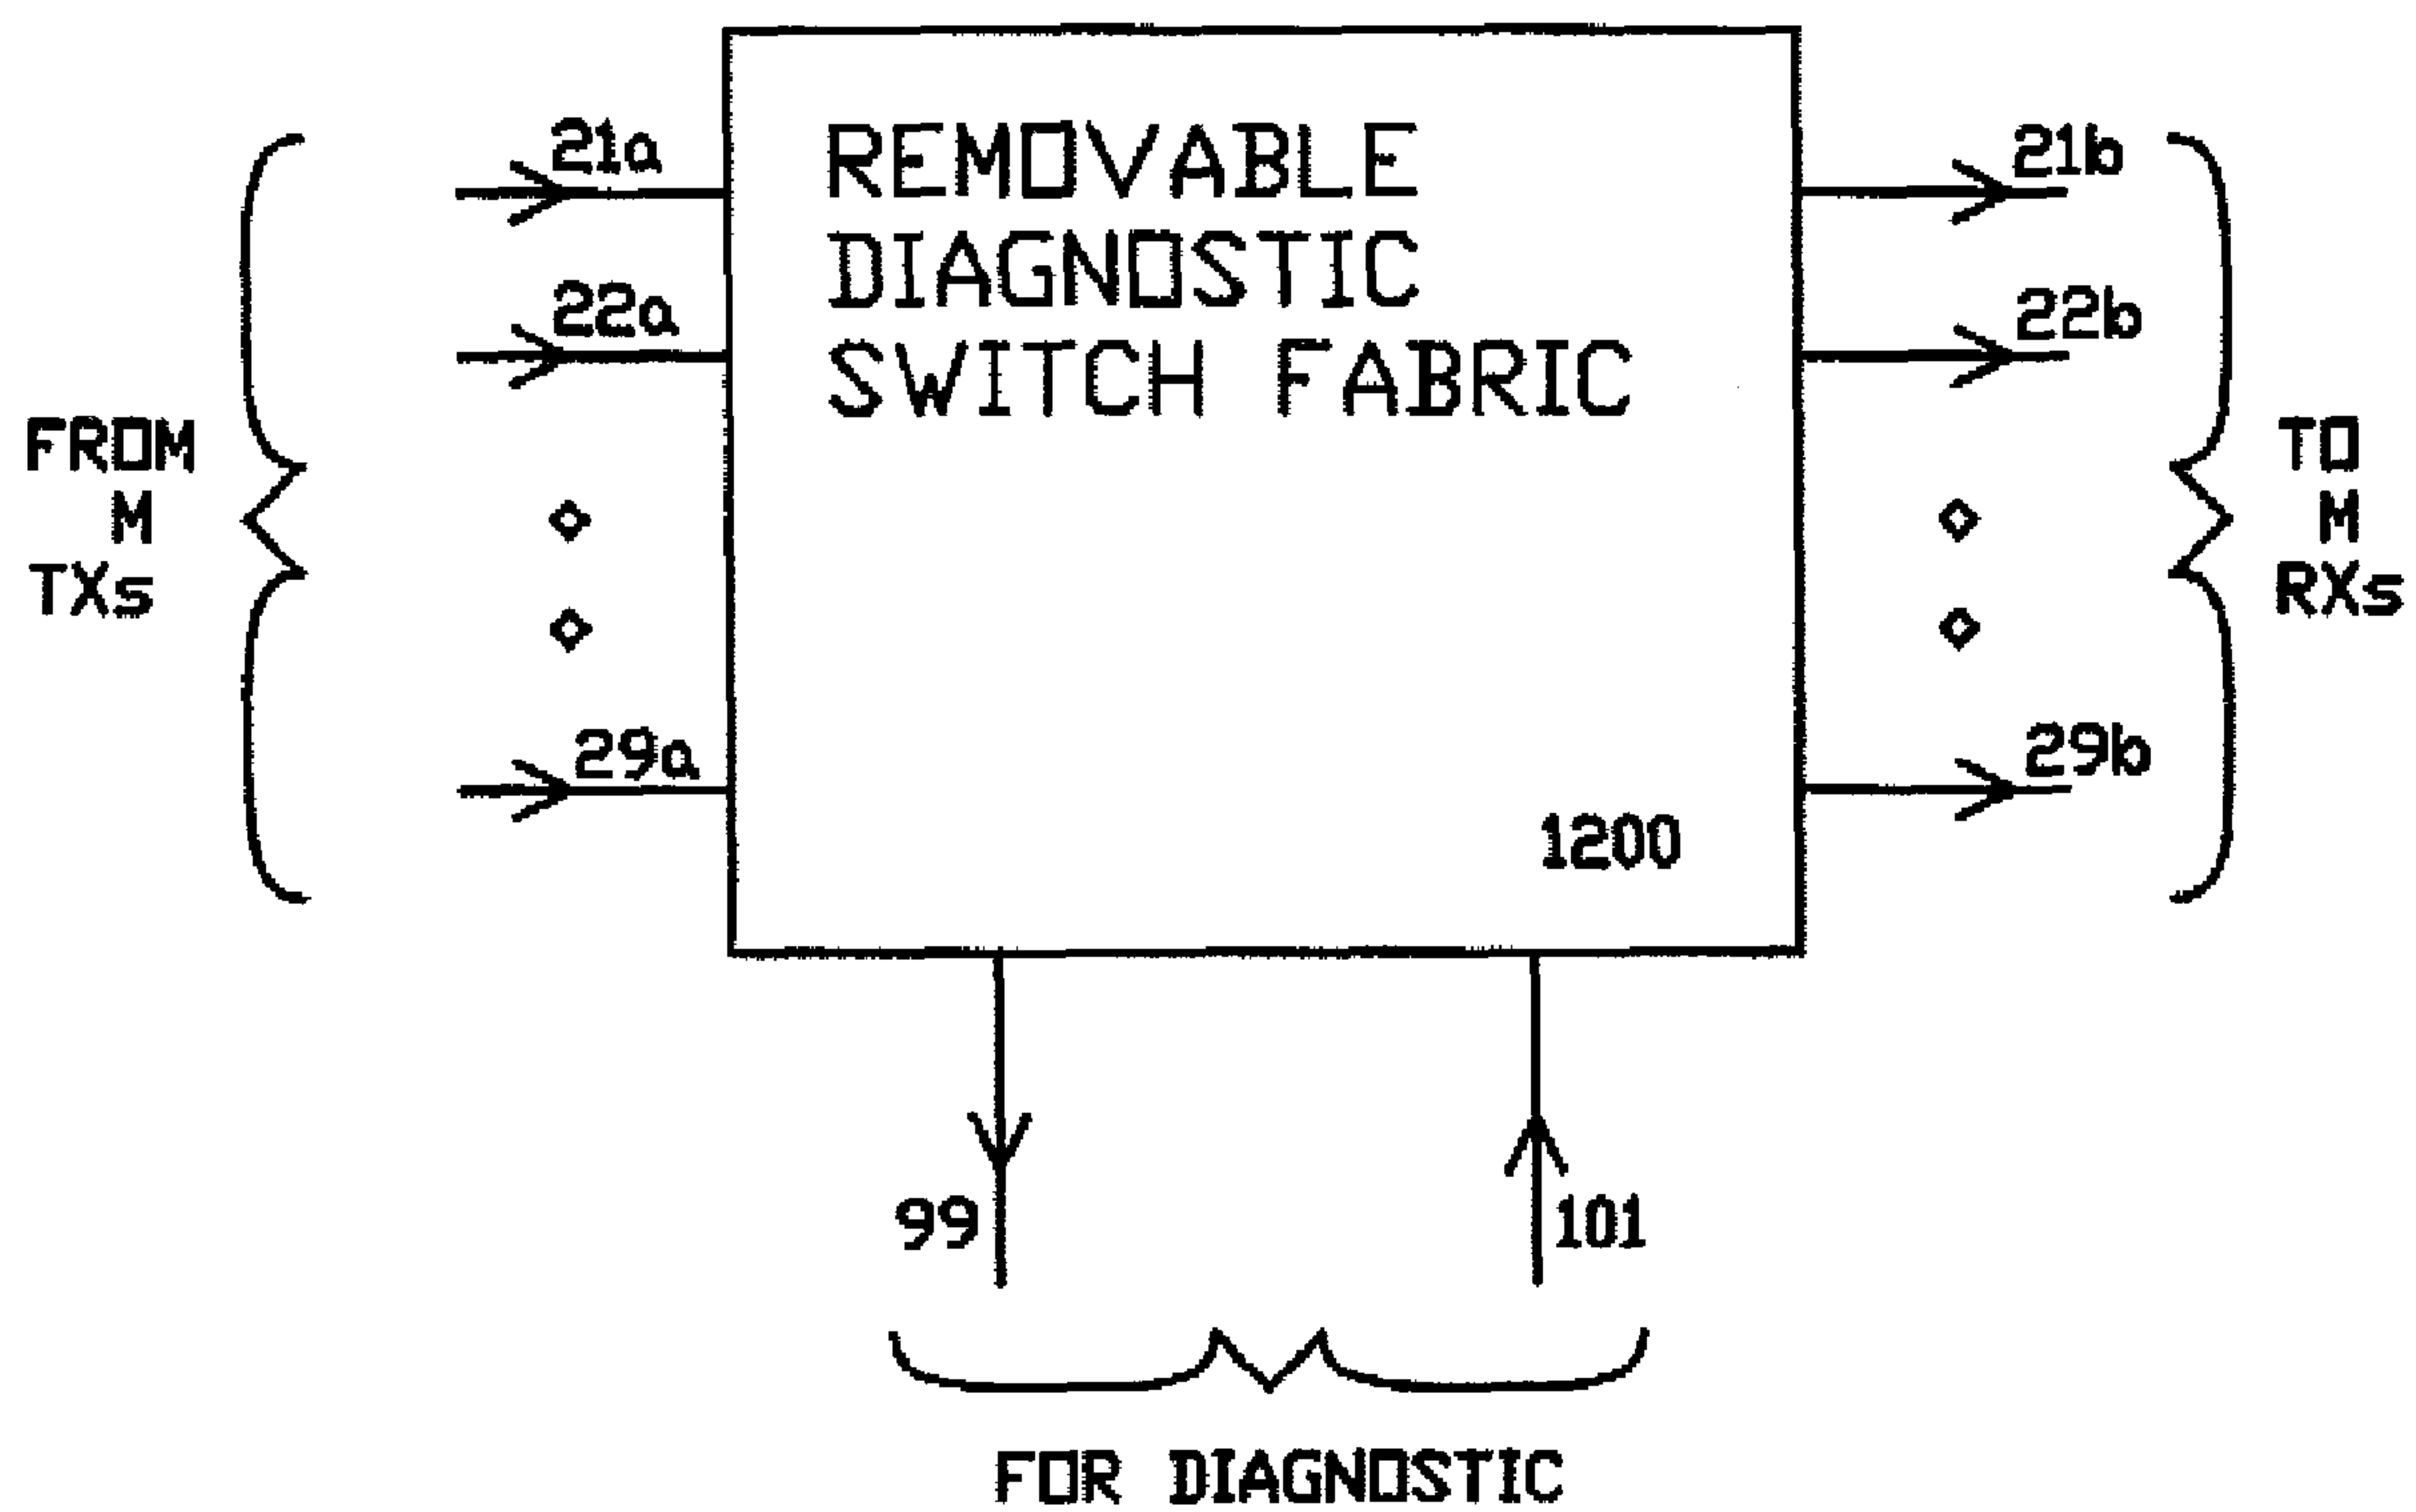 REMOVABLE
DIAGNOSTIC
SWITCH FABRIC
1200
FROM
M
TXs
21a
22a
29a
21b
22b
29b
TO
M
RXs
99
101
FOR DIAGNOSTIC